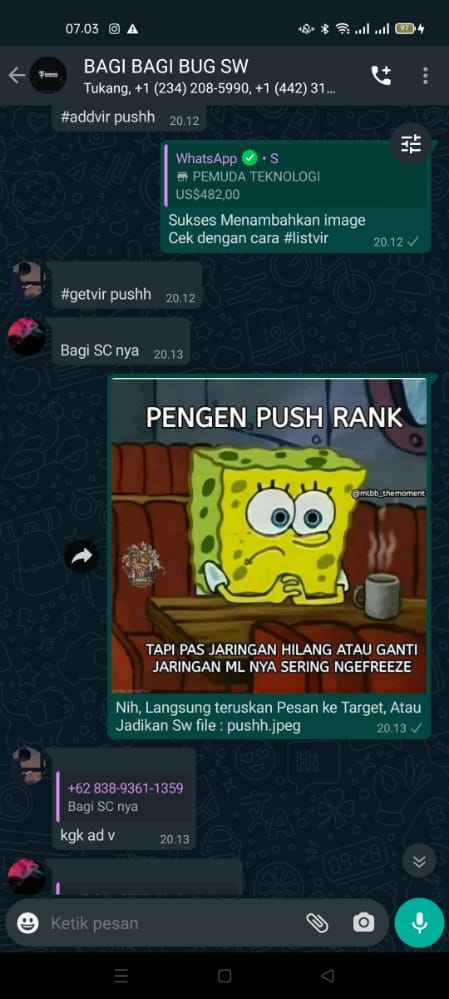 07.03
97
BAGI BAGI BUG SW
Tukang, +1 (234) 208-5990, +1 (442) 31...
#addvir pushh 20.12
WhatsApp • S
PEMUDA TEKNOLOGI
US$482,00
Sukses Menambahkan image
Cek dengan cara #listvir 20.12
#getvir pushh 20.12
Bagi SC nya 20.13
PENGEN PUSH RANK
@mlbb_themoment
TAPI PAS JARINGAN HILANG ATAU GANTI
JARINGAN ML NYA SERING NGEFREEZE
Nih, Langsung teruskan Pesan ke Target, Atau
Jadikan Sw file : pushh.jpeg 20.13
+62 838-9361-1359
Bagi SC nya
kgk ad v 20.13
Ketik pesan